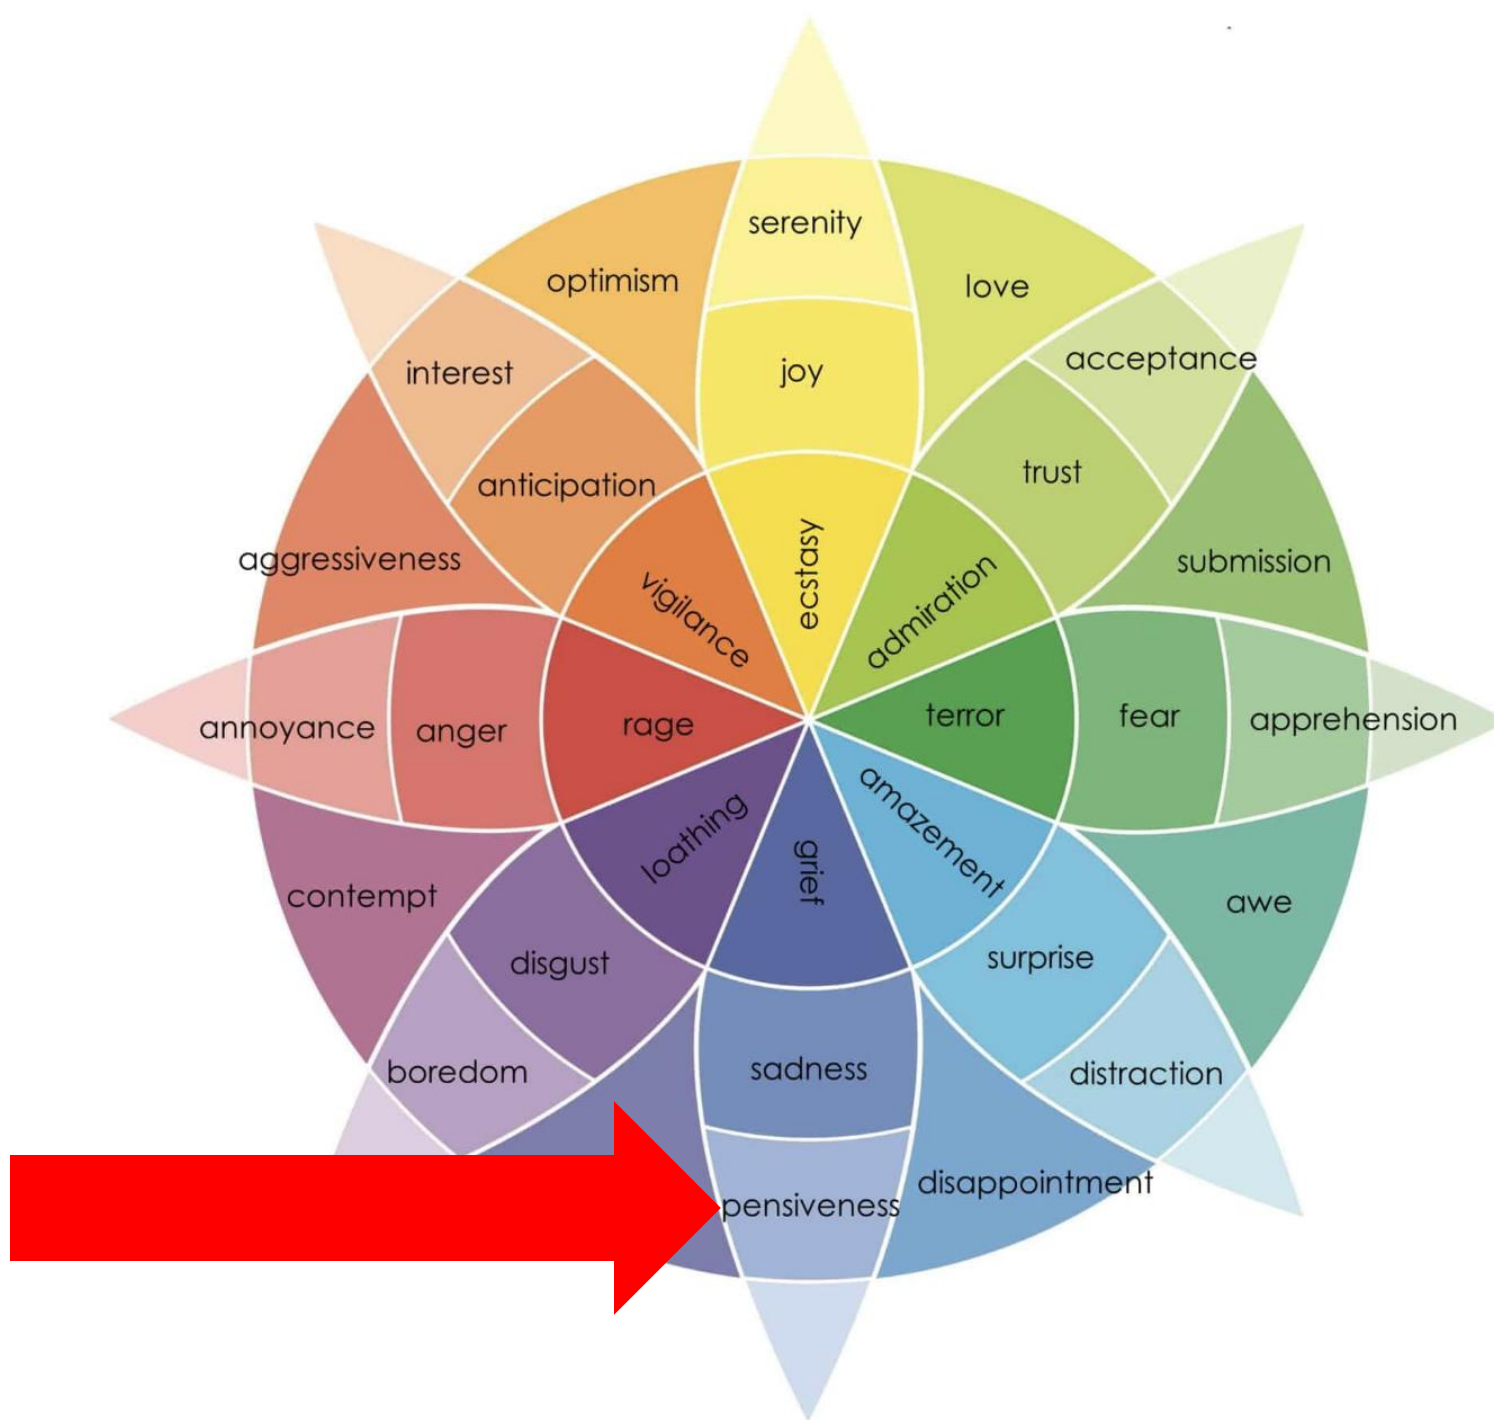 serenity
optimism
love
acceptance
interest
joy
trust
anticipation
ecstasy
aggressiveness
submission
vigilance
admiration
annoyance
anger
rage
terror
fear
apprehension
loathing
grief
amazement
contempt
awe
disgust
surprise
boredom
sadness
distraction
disappointment
pensiveness